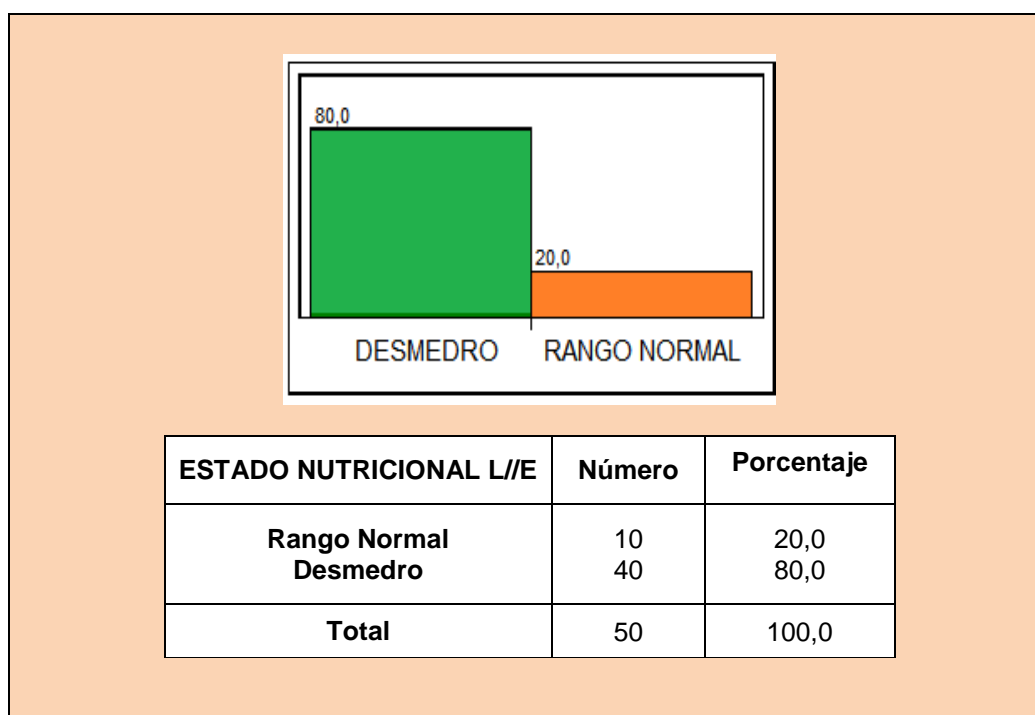 80,0
20,0
DESMEDRO RANGO NORMAL
ESTADO NUTRICIONAL L//E Número Porcentaje
Rango Normal 10 20,0
Desmedro 40 80,0
Total 50 100,0